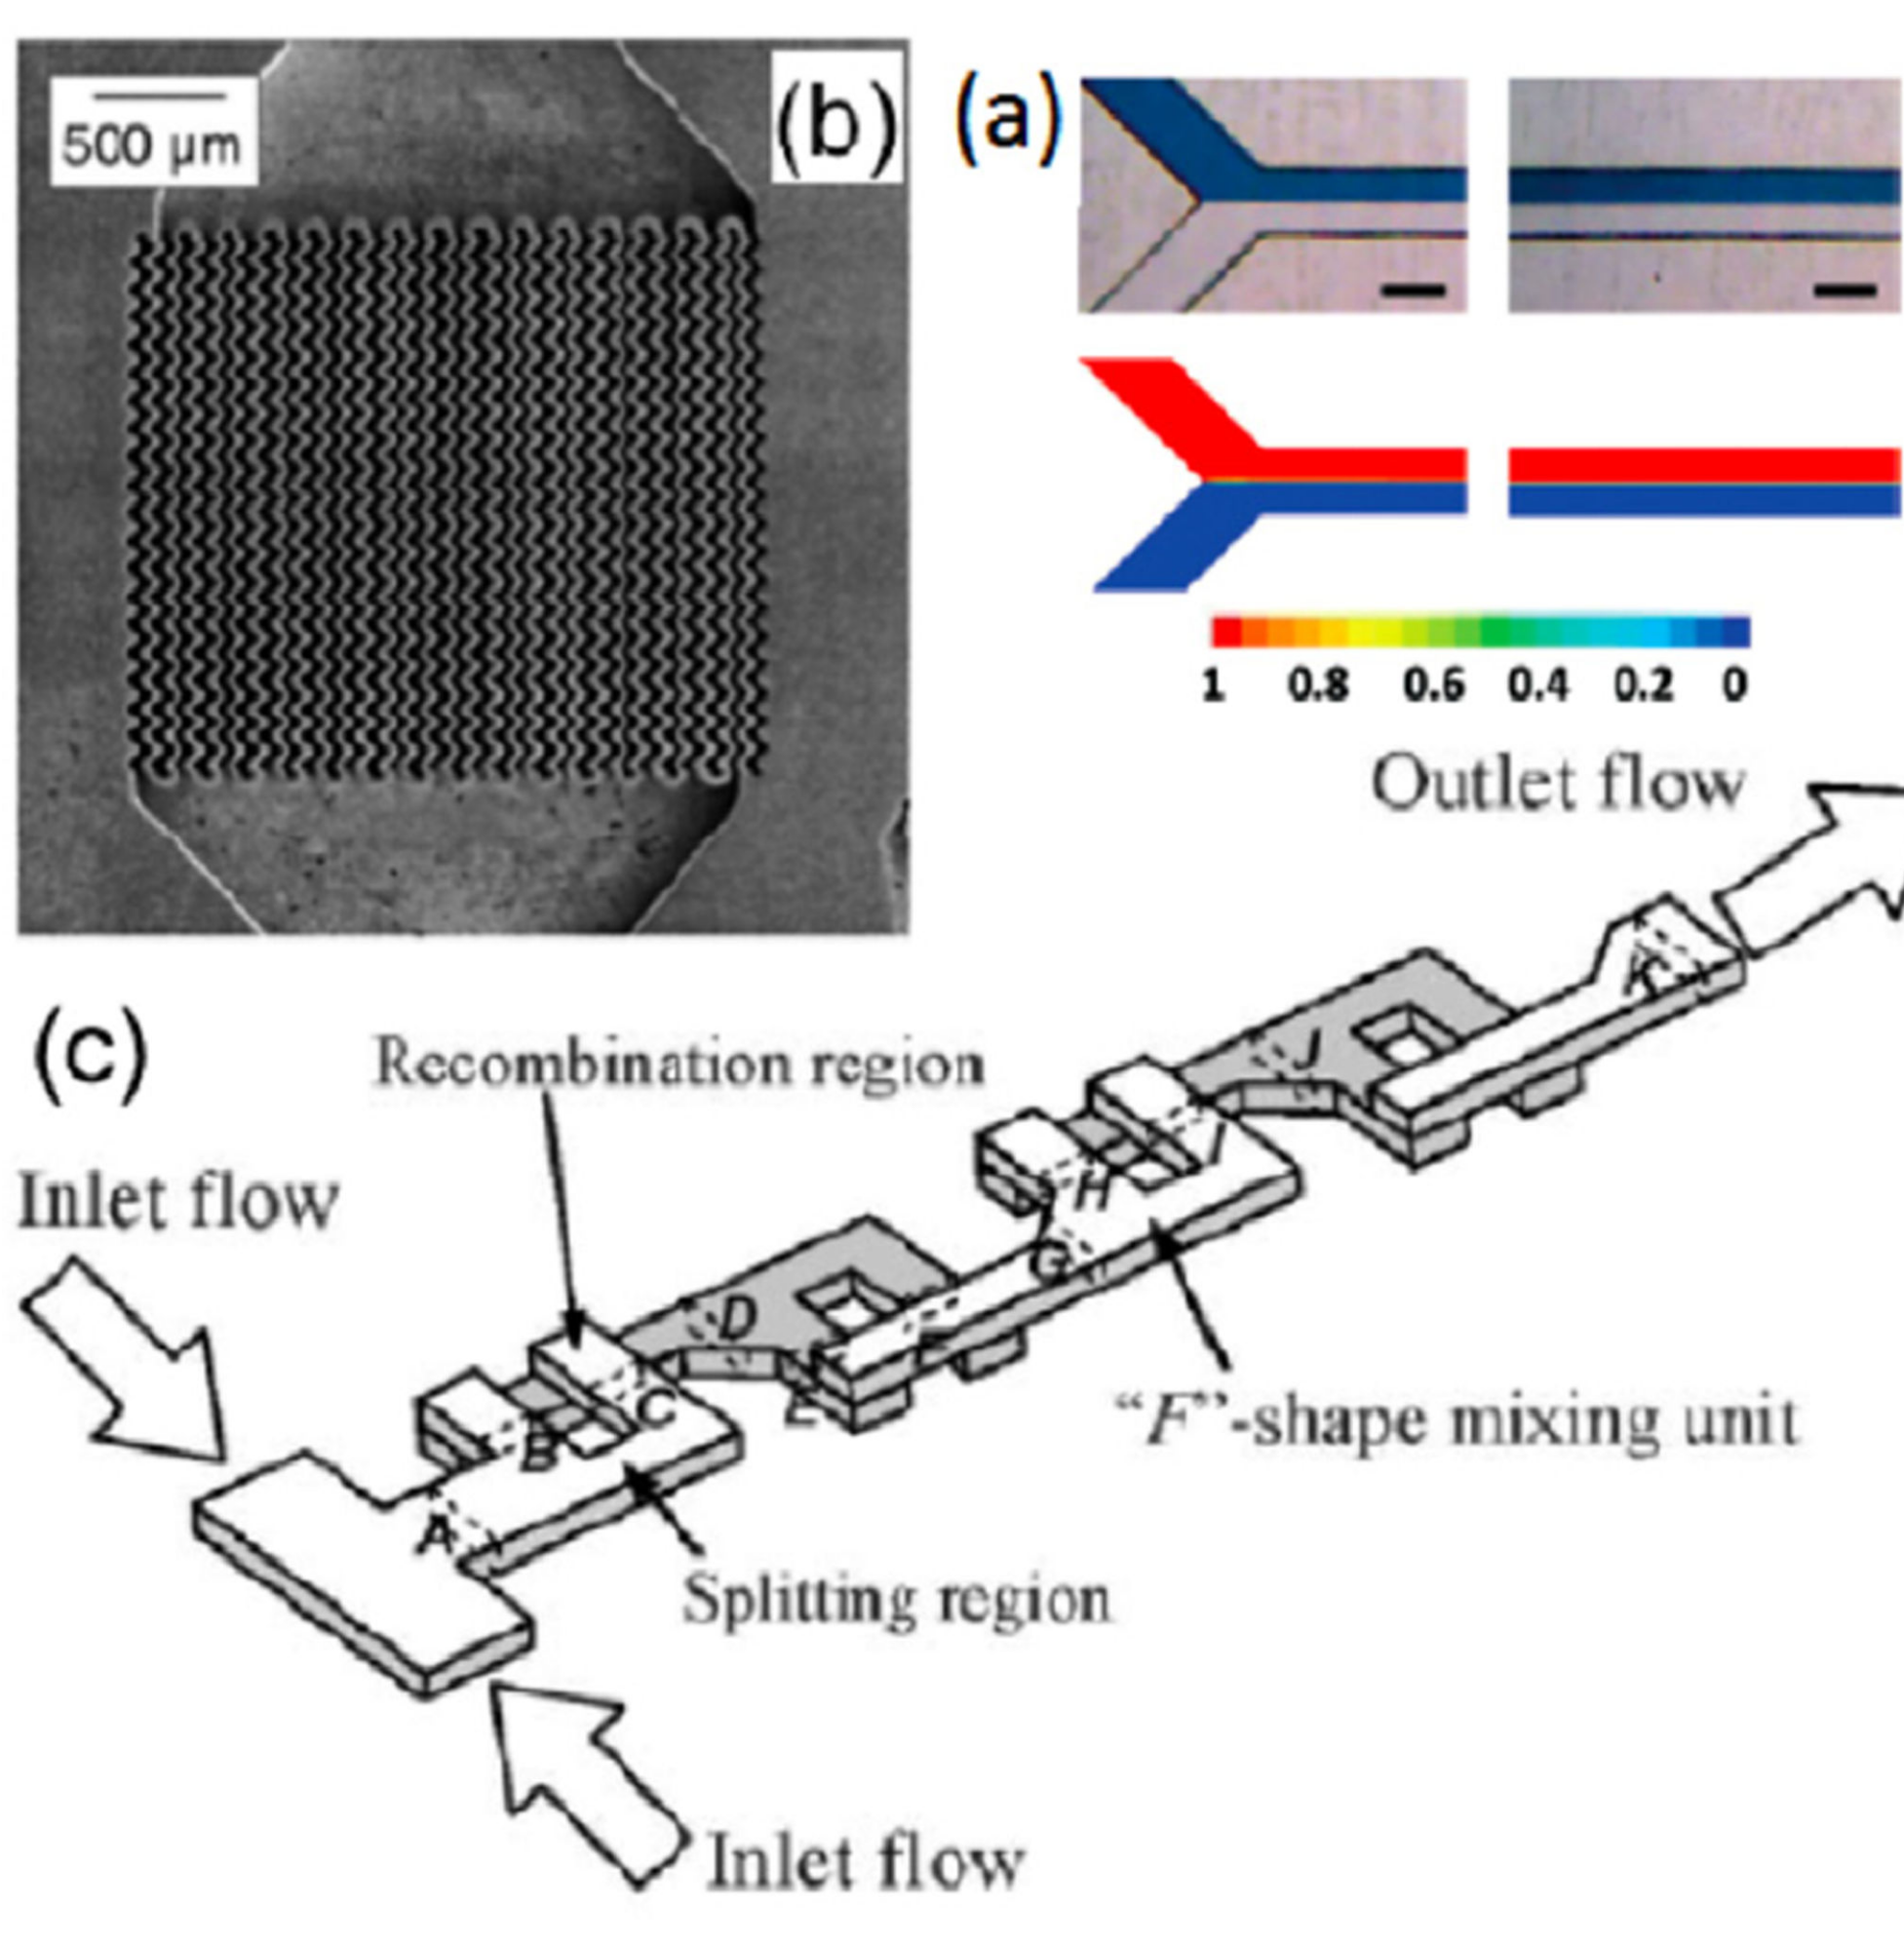 500 μm
(b)
(a)
1 0.8 0.6 0.4 0.2 0
Outlet flow
(c)
Recombination region
Inlet flow
K
J
I
H
G
D
C
E
B
A
"F"-shape mixing unit
Splitting region
Inlet flow